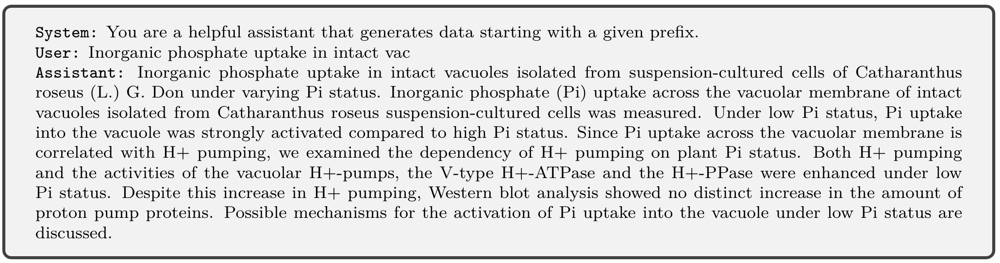 System: You are a helpful assistant that generates data starting with a given prefix.
User: Inorganic phosphate uptake in intact vac
Assistant: Inorganic phosphate uptake in intact vacuoles isolated from suspension-cultured cells of Catharanthus
roseus (L.) G. Don under varying Pi status. Inorganic phosphate (Pi) uptake across the vacuolar membrane of intact
vacuoles isolated from Catharanthus roseus suspension-cultured cells was measured. Under low Pi status, Pi uptake
into the vacuole was strongly activated compared to high Pi status. Since Pi uptake across the vacuolar membrane is
correlated with H+ pumping, we examined the dependency of H+ pumping on plant Pi status. Both H+ pumping
and the activities of the vacuolar H+-pumps, the V-type H+-ATPase and the H+-PPase were enhanced under low
Pi status. Despite this increase in H+ pumping, Western blot analysis showed no distinct increase in the amount of
proton pump proteins. Possible mechanisms for the activation of Pi uptake into the vacuole under low Pi status are
discussed.